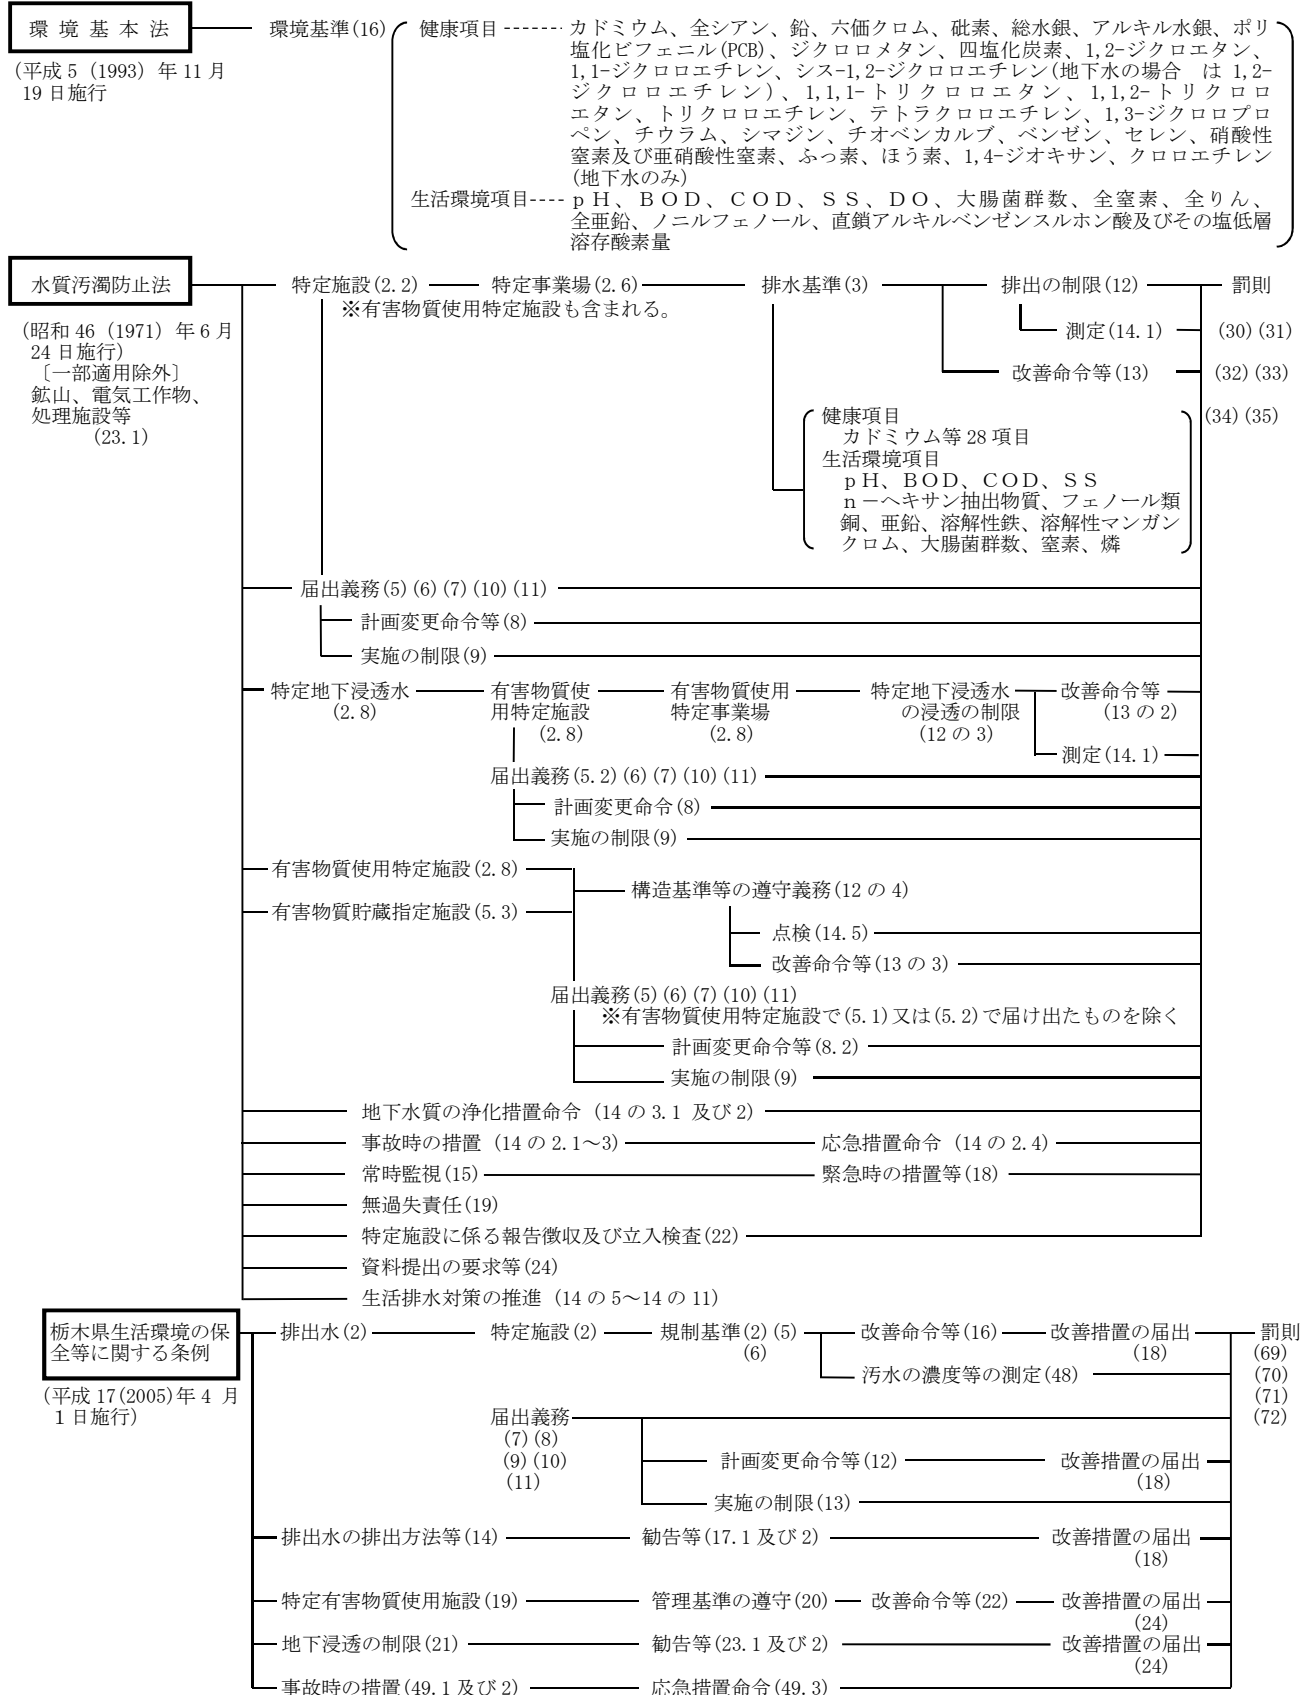 環境基本法
環境基準(16)
(平成5(1993)年11月
19日施行
健康項目
カドミウム、全シアン、鉛、六価クロム、砒素、総水銀、アルキル水銀、ポリ
塩化ビフェニル(PCB)、ジクロロメタン、四塩化炭素、1,2-ジクロエタン、
1,1-ジクロロエチレン、シス-1,2-ジクロロエチレン(地下水の場合 は1,2-
ジクロロエチレン)、1,1,1-トリクロロエタン、1,1,2-トリクロロ
エタン、トリクロロエチレン、テトラクロロエチレン、1,3-ジクロロプロ
ペン、チウラム、シマジン、チオベンカルブ、ベンゼン、セレン、硝酸性
窒素及び亜硝酸性窒素、ふっ素、ほう素、1,4-ジオキサン、クロロエチレン
(地下水のみ)
生活環境項目
pH、BOD、COD、SS、DO、大腸菌群数、全窒素、全りん、
全亜鉛、ノニルフェノール、直鎖アルキルベンゼンスルホン酸及びその塩低層
溶存酸素量
水質汚濁防止法
(昭和46(1971)年6月
24日施行)
〔一部適用除外〕
鉱山、電気工作物、
処理施設等
(23.1)
特定施設(2.2) 特定事業場(2.6) 排水基準(3) 排出の制限(12) 罰則
※有害物質使用特定施設も含まれる。
測定(14.1) (30)(31)
改善命令等(13) (32)(33)
(34)(35)
健康項目
カドミウム等28項目
生活環境項目
pH、BOD、COD、SS
n-ヘキサン抽出物質、フェノール類
銅、亜鉛、溶解性鉄、溶解性マンガン
クロム、大腸菌群数、窒素、燐
届出義務(5)(6)(7)(10)(11)
計画変更命令等(8)
実施の制限(9)
特定地下浸透水 有害物質使 有害物質使用 特定地下浸透水 改善命令等
(2.8) 用特定施設 特定事業場 の浸透の制限 (13の2)
(2.8) (2.8) (12の3)
測定(14.1)
届出義務(5.2)(6)(7)(10)(11)
計画変更命令(8)
実施の制限(9)
有害物質使用特定施設(2.8)
構造基準等の遵守義務(12の4)
有害物質貯蔵指定施設(5.3)
点検(14.5)
改善命令等(13の3)
届出義務(5)(6)(7)(10)(11)
※有害物質使用特定施設で(5.1)又は(5.2)で届け出たものを除く
計画変更命令等(8.2)
実施の制限(9)
地下水質の浄化措置命令(14の3.1 及び2)
事故時の措置(14の2.1～3) 応急措置命令(14の2.4)
常時監視(15) 緊急時の措置等(18)
無過失責任(19)
特定施設に係る報告徴収及び立入検査(22)
資料提出の要求等(24)
生活排水対策の推進(14の5～14の11)
栃木県生活環境の保
全等に関する条例
(平成17(2005)年4 月
1日施行)
排出水(2) 特定施設(2) 規制基準(2)(5) 改善命令等(16) 改善措置の届出 罰則
(6) (18) (69)
汚水の濃度等の測定(48) (70)
(71)
届出義務 (72)
(7)(8)
(9)(10) 計画変更命令等(12) 改善措置の届出
(11) (18)
実施の制限(13)
排出水の排出方法等(14) 勧告等(17.1及び2) 改善措置の届出
(18)
特定有害物質使用施設(19) 管理基準の遵守(20) 改善命令等(22) 改善措置の届出
(24)
地下浸透の制限(21) 勧告等(23.1及び2) 改善措置の届出
(24)
事故時の措置(49.1及び2) 応急措置命令(49.3)